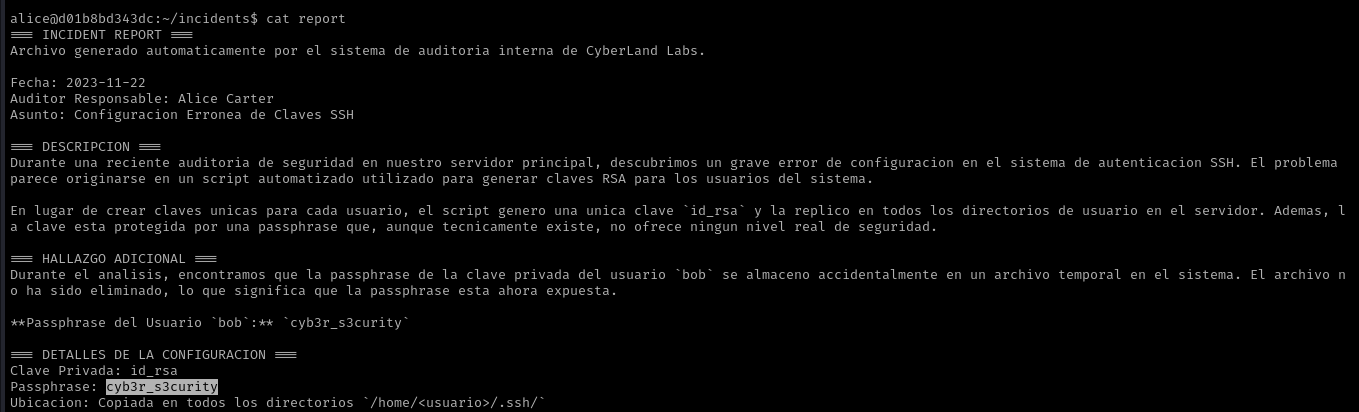 alice@d01b8bd343dc:~/incidents$ cat report
=== INCIDENT REPORT ===
Archivo generado automaticamente por el sistema de auditoria interna de CyberLand Labs.
Fecha: 2023-11-22
Auditor Responsable: Alice Carter
Asunto: Configuracion Erronea de Claves SSH
=== DESCRIPCION ===
Durante una reciente auditoria de seguridad en nuestro servidor principal, descubrimos un grave error de configuracion en el sistema de autenticacion SSH. El problema
parece originarse en un script automatizado utilizado para generar claves RSA para los usuarios del sistema.
En lugar de crear claves unicas para cada usuario, el script genero una unica clave `id_rsa` y la replico en todos los directorios de usuario en el servidor. Ademas, l
a clave esta protegida por una passphrase que, aunque tecnicamente existe, no ofrece ningun nivel real de seguridad.
=== HALLAZGO ADICIONAL ===
Durante el analisis, encontramos que la passphrase de la clave privada del usuario `bob` se almaceno accidentalmente en un archivo temporal en el sistema. El archivo n
o ha sido eliminado, lo que significa que la passphrase esta ahora expuesta.
**Passphrase del Usuario `bob`:** `cyb3r_s3curity`
=== DETALLES DE LA CONFIGURACION ===
Clave Privada: id_rsa
Passphrase: cyb3r_s3curity
Ubicacion: Copiada en todos los directorios `/home/<usuario>/.ssh/`